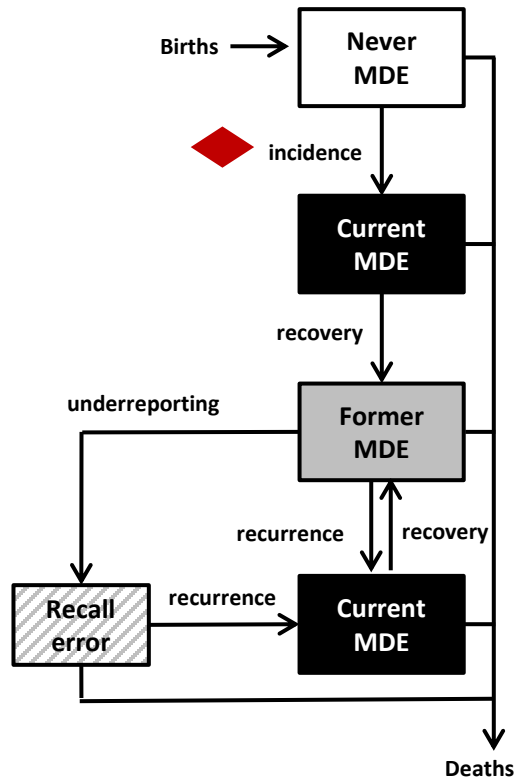 Births
Never
MDE
incidence
Current
MDE
recovery
underreporting
Former
MDE
recurrence
recovery
Recall
error
recurrence
Current
MDE
Deaths